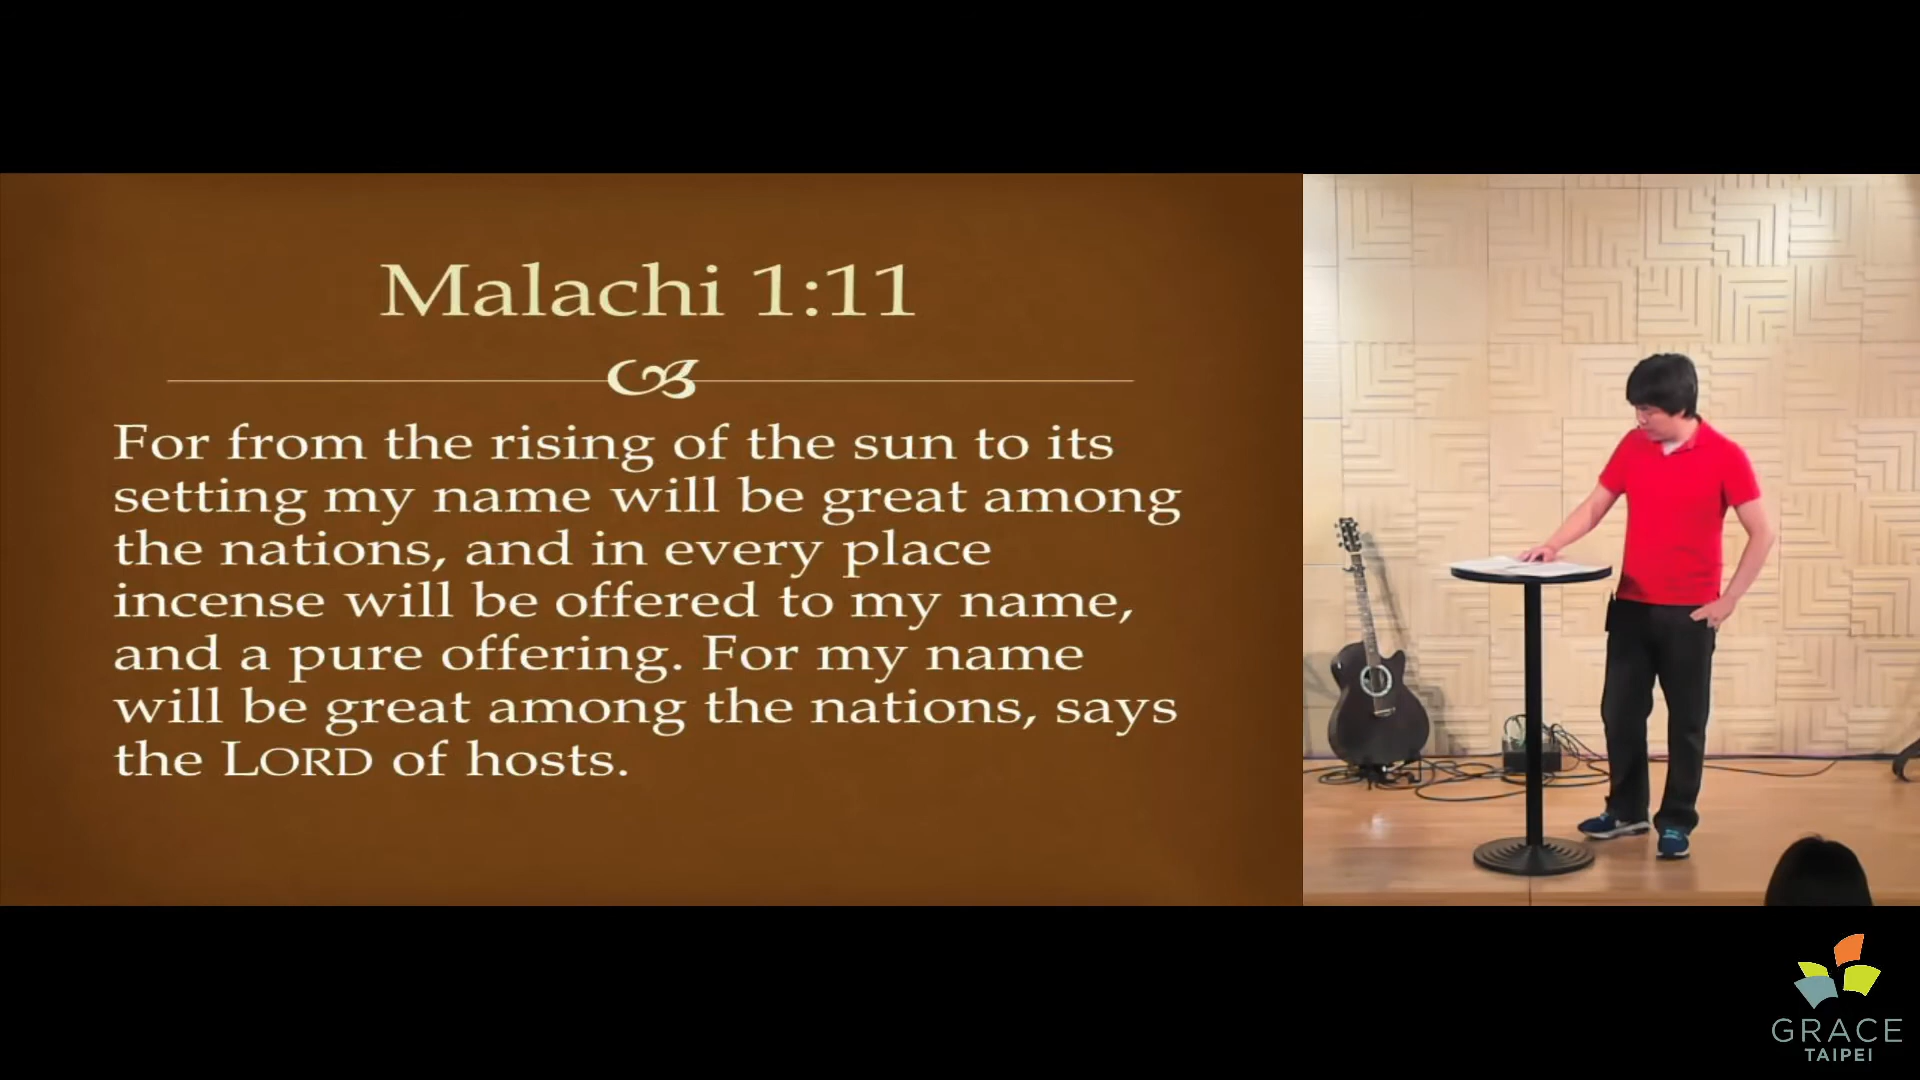 Malachi 1:11
For from the rising of the sun to its
setting my name will be great among
the nations, and in every place
incense will be offered to my name,
and a pure offering. For my name
will be great among the nations, says
the LORD of hosts.
GRACE
TAIPEI